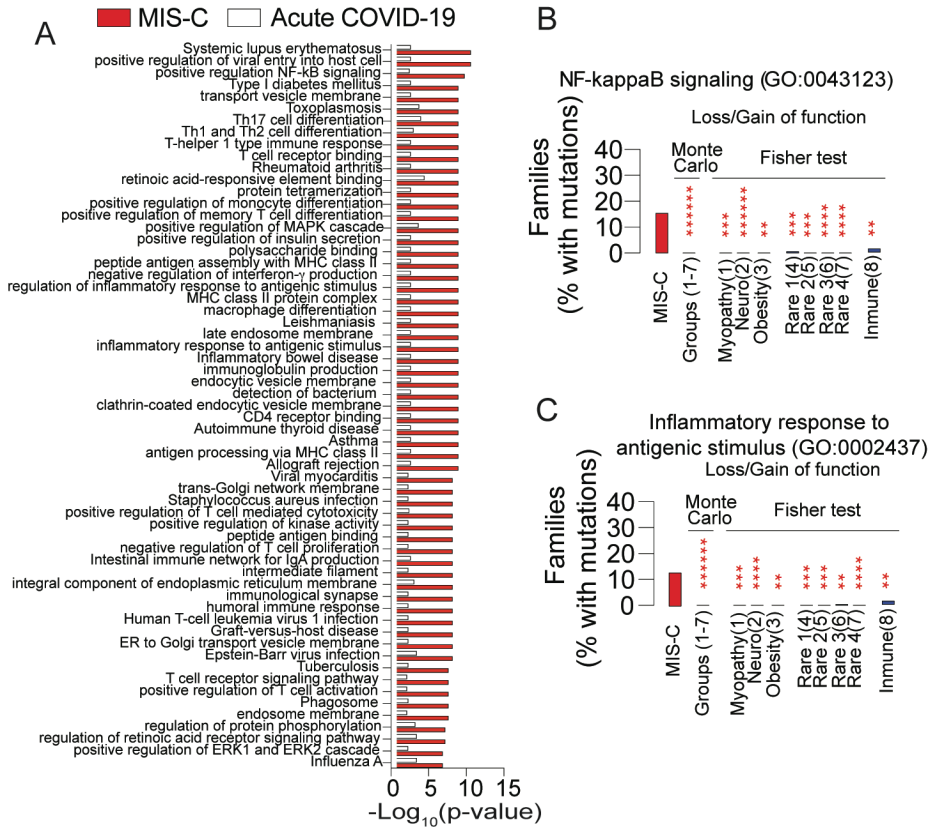 MIS-C Acute COVID-19
A
Systemic lupus erythematosus
positive regulation of viral entry into host cell
positive regulation NF-kB signaling
Type I diabetes mellitus
transport vesicle membrane
Toxoplasmosis
Th17 cell differentiation
Th1 and Th2 cell differentiation
T-helper 1 type immune response
T cell receptor binding
Rheumatoid arthritis
retinoic acid-responsive element binding
protein tetramerization
positive regulation of monocyte differentiation
positive regulation of memory T cell differentiation
positive regulation of MAPK cascade
positive regulation of insulin secretion
polysaccharide binding
peptide antigen assembly with MHC class II
negative regulation of interferon-γ production
regulation of inflammatory response to antigenic stimulus
MHC class II protein complex
macrophage differentiation
Leishmaniasis
late endosome membrane
inflammatory response to antigenic stimulus
Inflammatory bowel disease
immunoglobulin production
endocytic vesicle membrane
detection of bacterium
clathrin-coated endocytic vesicle membrane
CD4 receptor binding
Autoimmune thyroid disease
Asthma
antigen processing via MHC class II
Allograft rejection
Viral myocarditis
trans-Golgi network membrane
Staphylococcus aureus infection
positive regulation of T cell mediated cytotoxicity
positive regulation of kinase activity
peptide antigen binding
negative regulation of T cell proliferation
Intestinal immune network for IgA production
intermediate filament
integral component of endoplasmic reticulum membrane
immunological synapse
humoral immune response
Human T-cell leukemia virus 1 infection
Graft-versus-host disease
ER to Golgi transport vesicle membrane
Epstein-Barr virus infection
Tuberculosis
T cell receptor signaling pathway
positive regulation of T cell activation
Phagosome
endosome membrane
regulation of protein phosphorylation
regulation of retinoic acid receptor signaling pathway
positive regulation of ERK1 and ERK2 cascade
Influenza A
0 5 10 15
-Log10(p-value)
B
NF-kappaB signaling (GO:0043123)
Loss/Gain of function
Monte Carlo
Fisher test
Families
(% with mutations)
40
30
20
10
0
******
***
******
**
***
***
****
****
**
MIS-C
Groups (1-7)
Myopathy(1)
Neuro(2)
Obesity(3)
Rare 1(4)
Rare 2(5)
Rare 3(6)
Rare 4(7)
Inmune(8)
C
Inflammatory response to
antigenic stimulus (GO:0002437)
Loss/Gain of function
Monte
Carlo
Fisher test
Families
(% with mutations)
40
30
20
10
0
******
***
****
**
***
***
**
****
**
MIS-C
Groups (1-7)
Myopathy(1)
Neuro(2)
Obesity(3)
Rare 1(4)
Rare 2(5)
Rare 3(6)
Rare 4(7)
Inmune(8)